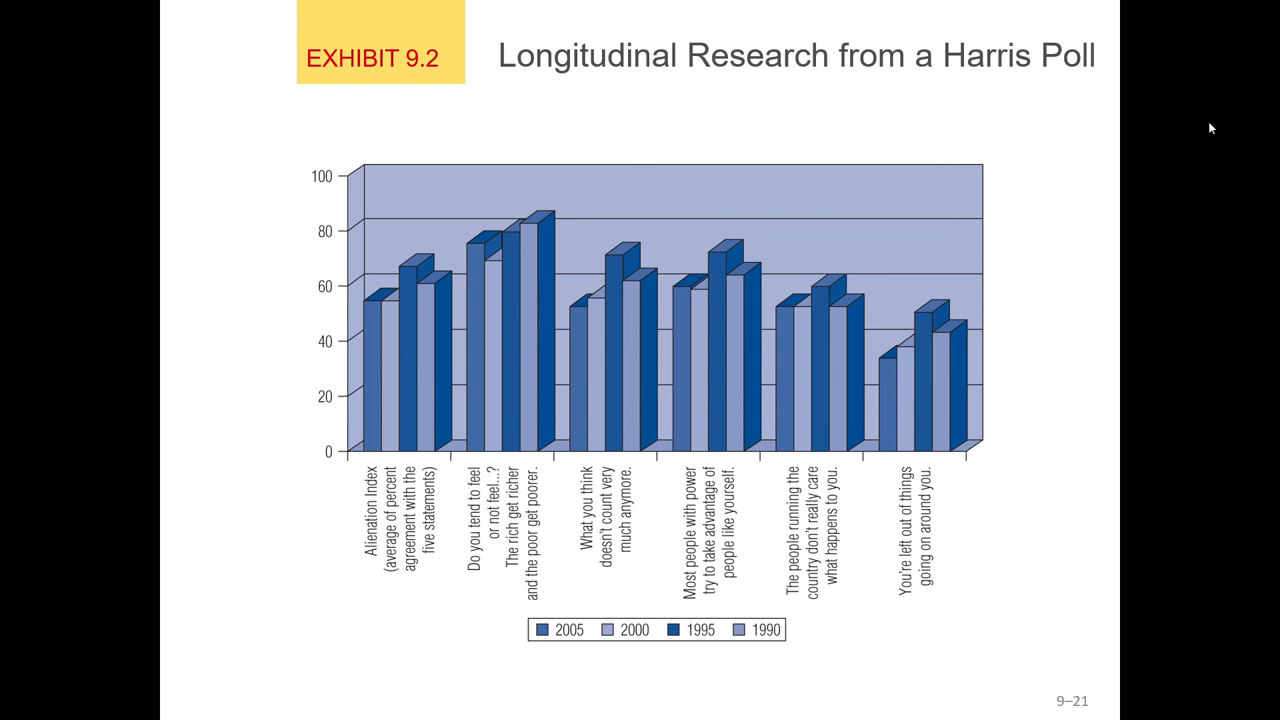 EXHIBIT 9.2
Longitudinal Research from a Harris Poll
100
80
60
40
20
0
Alienation Index
(average of percent
agreement with the
five statements)
Do you tend to feel
or not feel...?
The rich get richer
and the poor get poorer.
What you think
doesn't count very
much anymore.
Most people with power
try to take advantage of
people like yourself.
The people running the
country don't really care
what happens to you.
You're left out of things
going on around you.
2005 2000 1995 1990
9–21